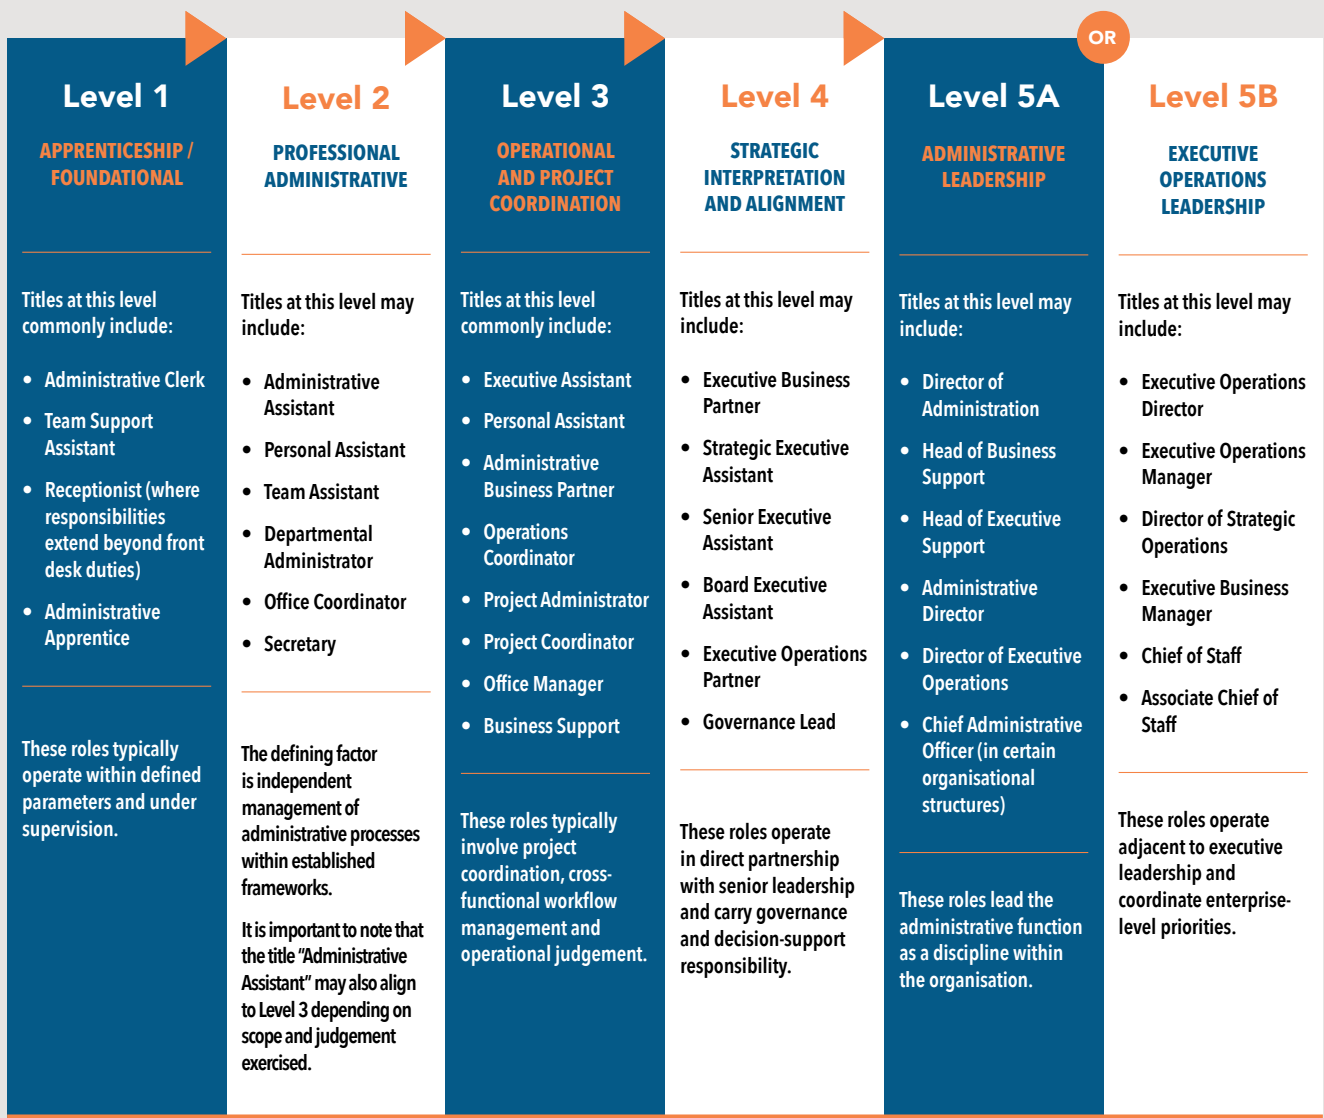 OR
Level 1
APPRENTICESHIP /
FOUNDATIONAL
Titles at this level
commonly include:
• Administrative Clerk
• Team Support
Assistant
• Receptionist (where
responsibilities
extend beyond front
desk duties)
• Administrative
Apprentice
These roles typically
operate within defined
parameters and under
supervision.
Level 2
PROFESSIONAL
ADMINISTRATIVE
Titles at this level may
include:
• Administrative
Assistant
• Personal Assistant
• Team Assistant
• Departmental
Administrator
• Office Coordinator
• Secretary
The defining factor
is independent
management of
administrative processes
within established
frameworks.
It is important to note that
the title “Administrative
Assistant” may also align
to Level 3 depending on
scope and judgement
exercised.
Level 3
OPERATIONAL
AND PROJECT
COORDINATION
Titles at this level
commonly include:
• Executive Assistant
• Personal Assistant
• Administrative
Business Partner
• Operations
Coordinator
• Project Administrator
• Project Coordinator
• Office Manager
• Business Support
These roles typically
involve project
coordination, cross-
functional workflow
management and
operational judgement.
Level 4
STRATEGIC
INTERPRETATION
AND ALIGNMENT
Titles at this level may
include:
• Executive Business
Partner
• Strategic Executive
Assistant
• Senior Executive
Assistant
• Board Executive
Assistant
• Executive Operations
Partner
• Governance Lead
These roles operate
in direct partnership
with senior leadership
and carry governance
and decision-support
responsibility.
Level 5A
ADMINISTRATIVE
LEADERSHIP
Titles at this level may
include:
• Director of
Administration
• Head of Business
Support
• Head of Executive
Support
• Administrative
Director
• Director of Executive
Operations
• Chief Administrative
Officer (in certain
organisational
structures)
These roles lead the
administrative function
as a discipline within
the organisation.
Level 5B
EXECUTIVE
OPERATIONS
LEADERSHIP
Titles at this level may
include:
• Executive Operations
Director
• Executive Operations
Manager
• Director of Strategic
Operations
• Executive Business
Manager
• Chief of Staff
• Associate Chief of
Staff
These roles operate
adjacent to executive
leadership and
coordinate enterprise-
level priorities.